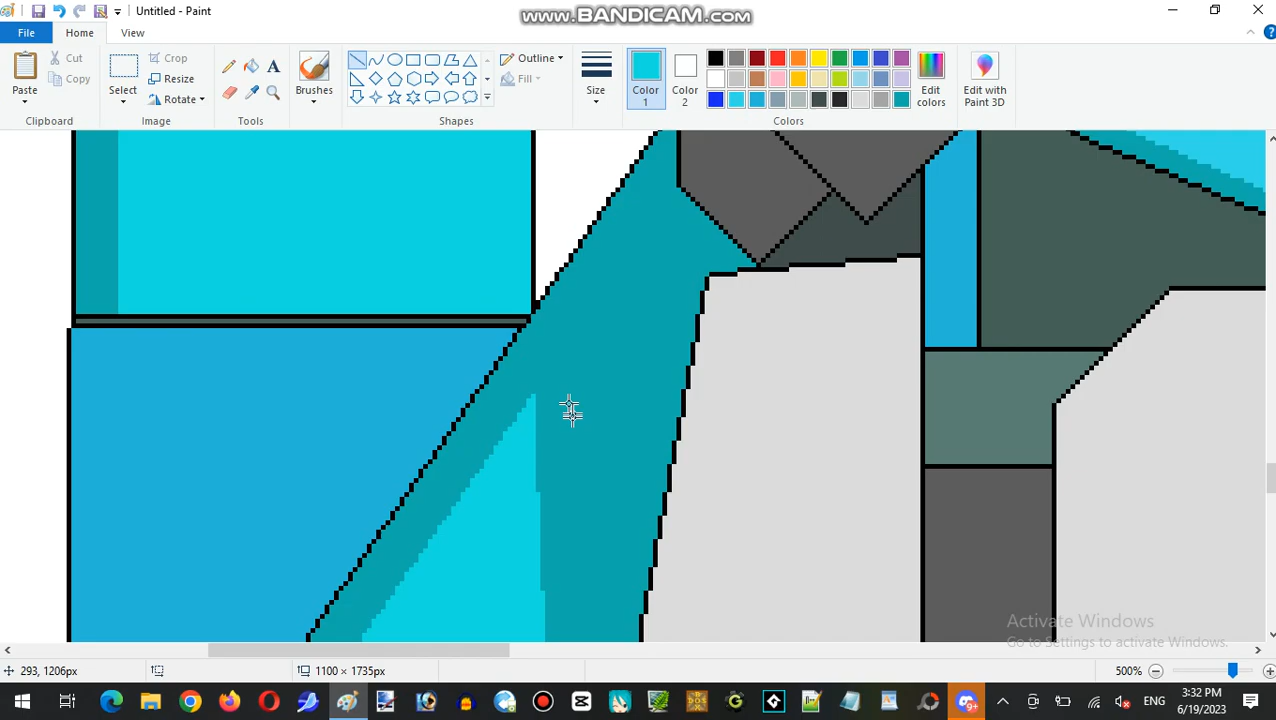 Untitled - Paint
www.BANDICAM.com
File
Home
View
Paste
Cut
Copy
Clipboard
Select
Crop
Resize
Rotate
Image
A
Tools
Brushes
Outline
Fill
Shapes
Size
Color
1
Color
2
Edit
colors
Edit with
Paint 3D
Colors
Activate Windows
Go to Settings to activate Windows.
293, 1206px
1100 × 1735px
500%
9+
ENG
3:32 PM
6/19/2023